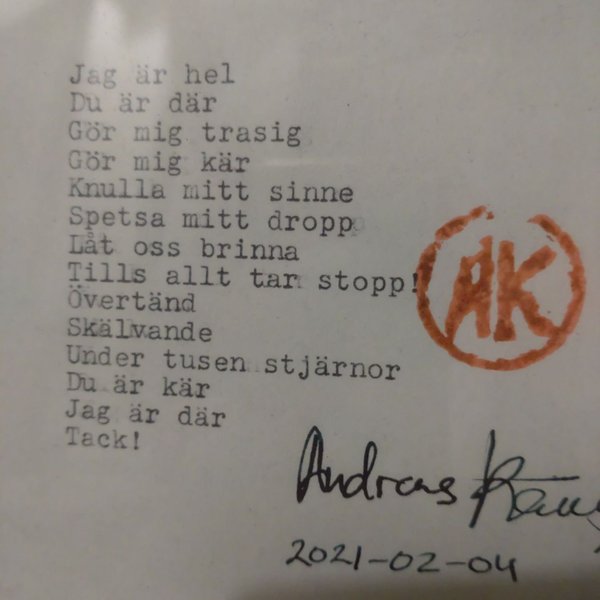 Jag är hel
Du är där
Gör mig trasig
Gör mig kär
Knulla mitt sinne
Spetsa mitt dropp
Låt oss brinna
Tills allt tar stopp!
Övertänd
Skälvande
Under tusen stjärnor
Du är kär
Jag är där
Tack!
AK
Andreas
2021-02-04